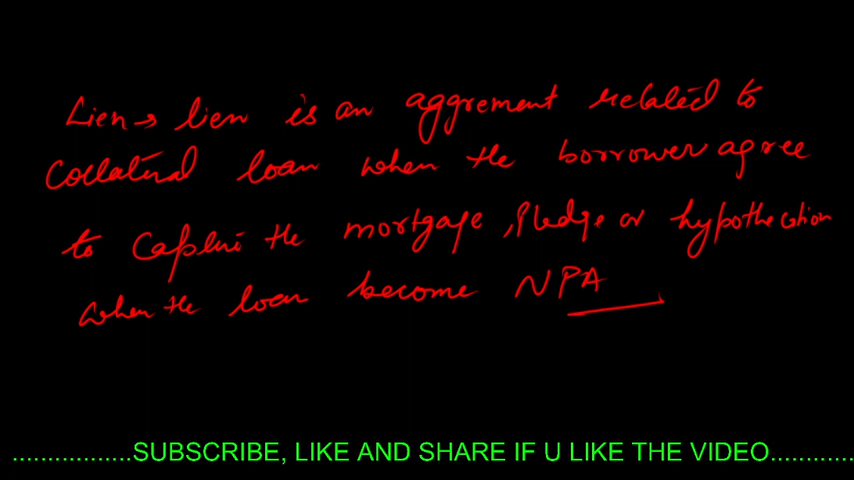 Lien → lien is an aggrement related to
Collateral loan when the borrower agree
to Capture the mortgage , Pledge or hypothecation
when the loan become NPA
.................SUBSCRIBE, LIKE AND SHARE IF U LIKE THE VIDEO............